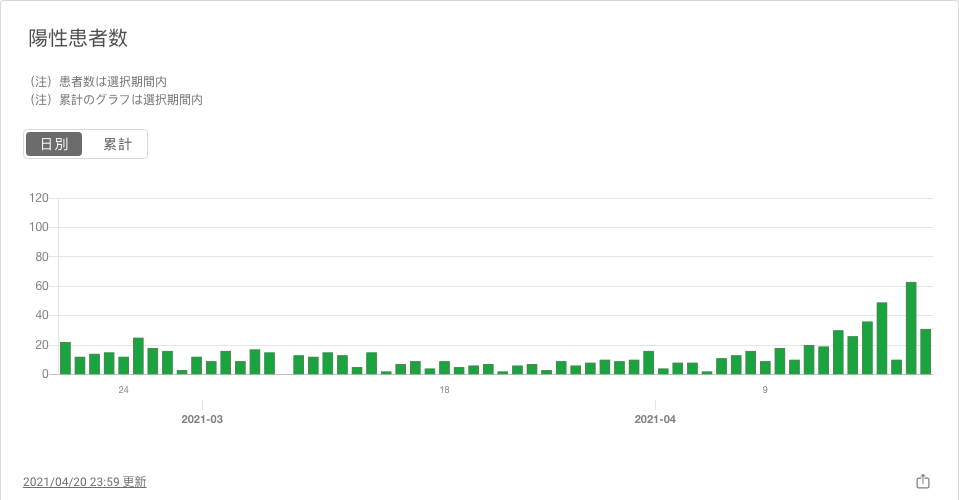 陽性患者数
（注）患者数は選択期間内
（注）累計のグラフは選択期間内
日別 累計
120
100
80
60
40
20
0
24 18 9
2021-03 2021-04
2021/04/20 23:59 更新